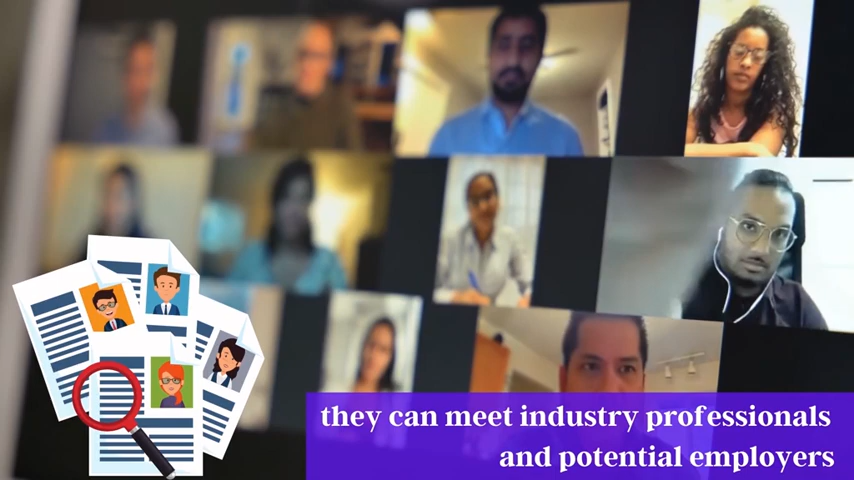 they can meet industry professionals
and potential employers